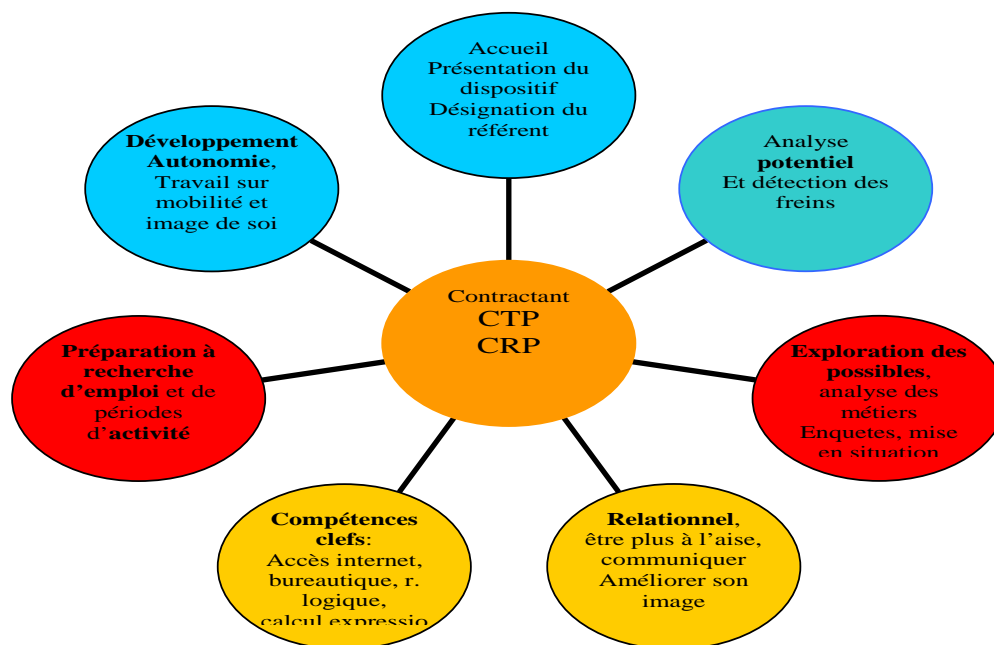 Accueil
Présentation du
dispositif
Désignation du
référent
Développement
Autonomie,
Travail sur
mobilité et
image de soi
Analyse
potentiel
Et détection des
freins
Contractant
CTP
CRP
Préparation à
recherche
d'emploi et de
périodes
d'activité
Exploration des
possibles,
analyse des
métiers
Enquetes, mise
en situation
Compétences
clefs:
Accès internet,
bureautique, r.
logique,
calcul expressio
Relationnel,
être plus à l'aise,
communiquer
Améliorer son
image